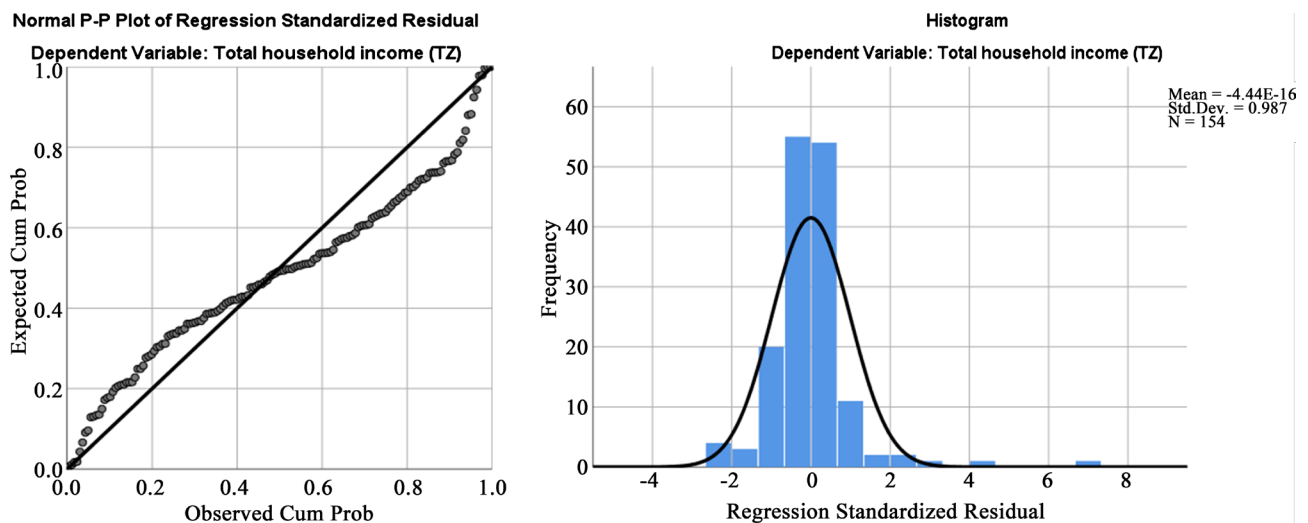 Normal P-P Plot of Regression Standardized Residual
Dependent Variable: Total household income (TZ)
1.0
0.8
0.6
0.4
0.2
0.0
Expected Cum Prob
0.0 0.2 0.4 0.6 0.8 1.0
Observed Cum Prob
Histogram
Dependent Variable: Total household income (TZ)
Mean = -4.44E-16
Std.Dev. = 0.987
N = 154
60
50
40
30
20
10
0
Frequency
-4 -2 0 2 4 6 8
Regression Standardized Residual